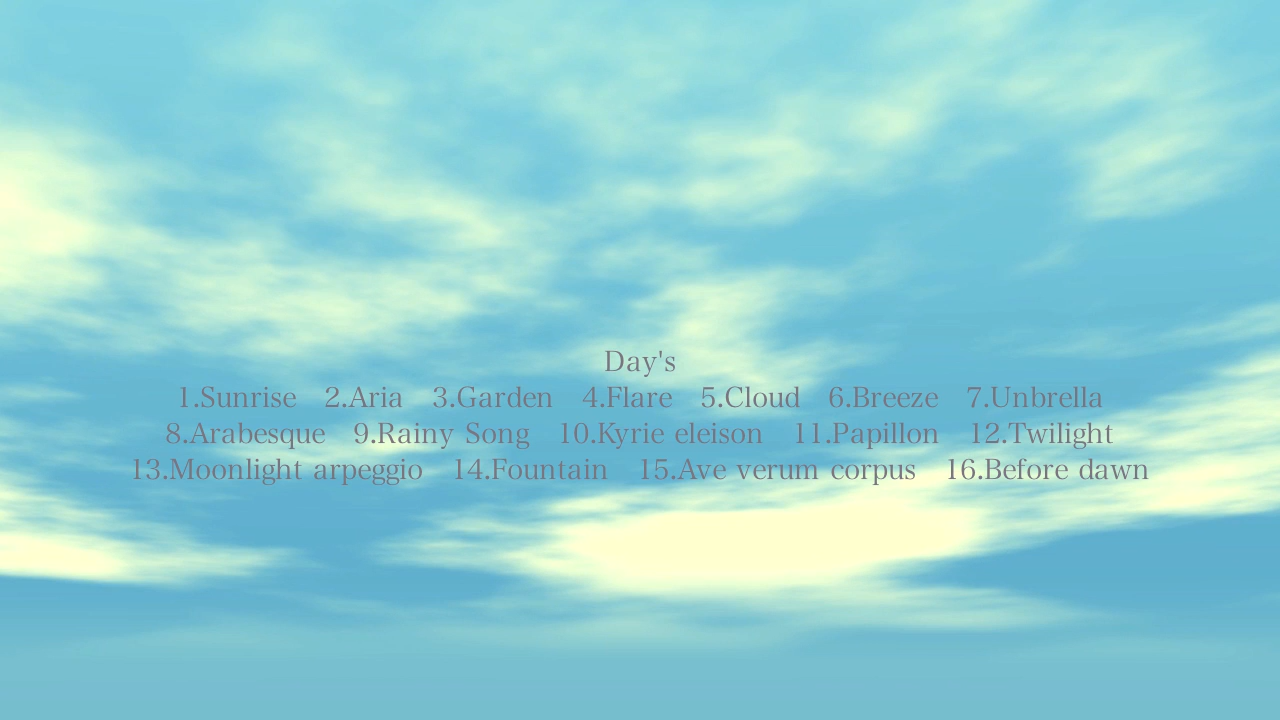 Day's
1.Sunrise 2.Aria 3.Garden 4.Flare 5.Cloud 6.Breeze 7.Unbrella
8.Arabesque 9.Rainy Song 10.Kyrie eleison 11.Papillon 12.Twilight
13.Moonlight arpeggio 14.Fountain 15.Ave verum corpus 16.Before dawn